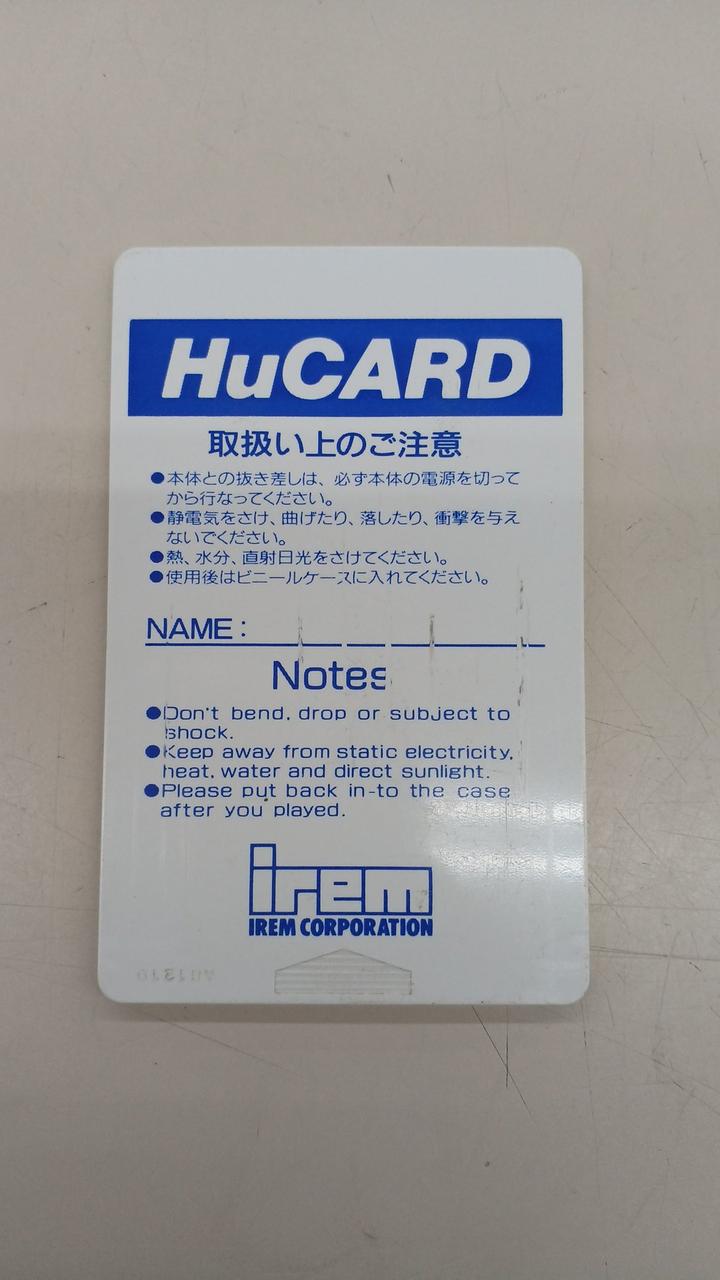 HuCARD
取扱い上のご注意
●本体との抜き差しは、必ず本体の電源を切って
から行なってください。
●静電気をさけ、曲げたり、落したり、衝撃を与え
ないでください。
●熱、水分、直射日光をさけてください。
●使用後はビニールケースに入れてください。
NAME:
Notes
●Don't bend, drop or subject to
shock.
●Keep away from static electricity,
heat, water and direct sunlight.
●Please put back in-to the case
after you played.
irem
IREM CORPORATION